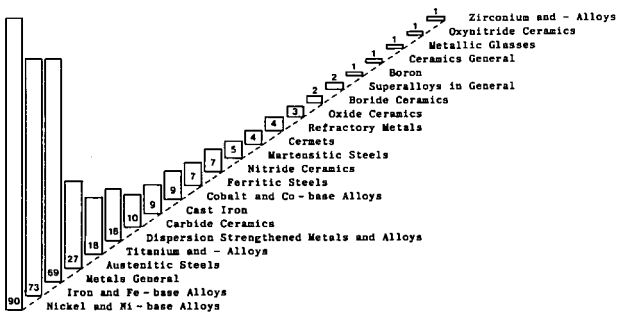 1
Zirconium and - Alloys
1
Oxynitride Ceramics
1
Metallic Glasses
1
Ceramics General
1
Boron
2
Superalloys in General
2
Boride Ceramics
3
Oxide Ceramics
4
Refractory Metals
4
Cermets
5
Martensitic Steels
7
Nitride Ceramics
7
Ferritic Steels
9
Cobalt and Co-base Alloys
9
Cast Iron
10
Carbide Ceramics
16
Dispersion Strengthened Metals and Alloys
18
Titanium and - Alloys
27
Austenitic Steels
69
Metals General
73
Iron and Fe-base Alloys
90
Nickel and Ni-base Alloys